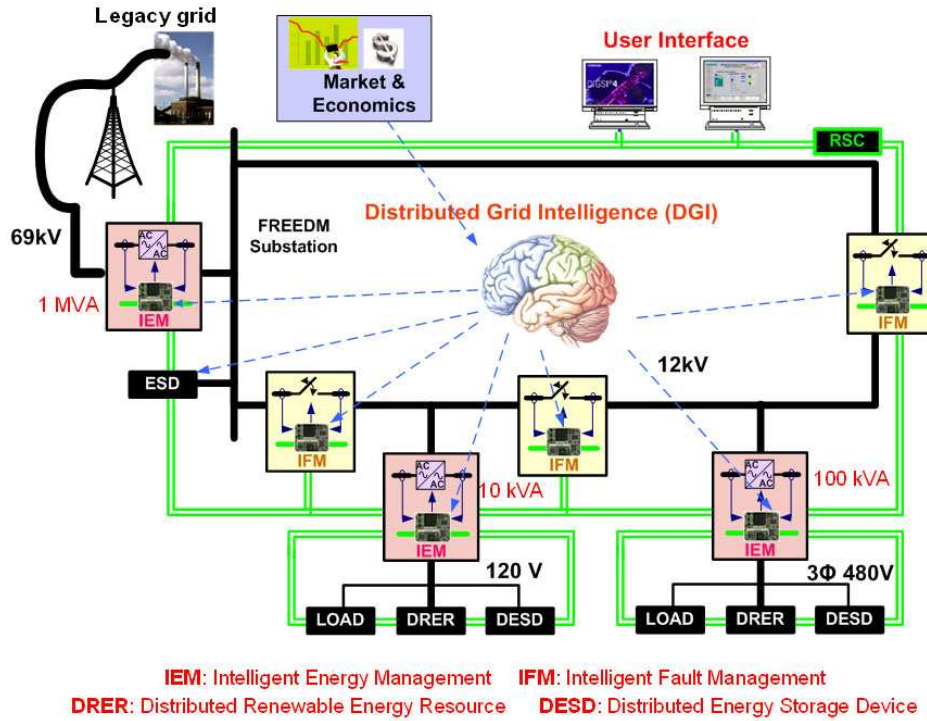 Legacy grid
Market &
Economics
User Interface
DIGSI®4
RSC
69kV
FREEDM
Substation
Distributed Grid Intelligence (DGI)
AC
AC
1 MVA
IEM
IFM
12kV
ESD
IFM
IFM
AC
AC
10 kVA
IEM
AC
AC
100 kVA
IEM
120 V
3Φ 480V
LOAD
DRER
DESD
LOAD
DRER
DESD
IEM: Intelligent Energy Management IFM: Intelligent Fault Management
DRER: Distributed Renewable Energy Resource DESD: Distributed Energy Storage Device